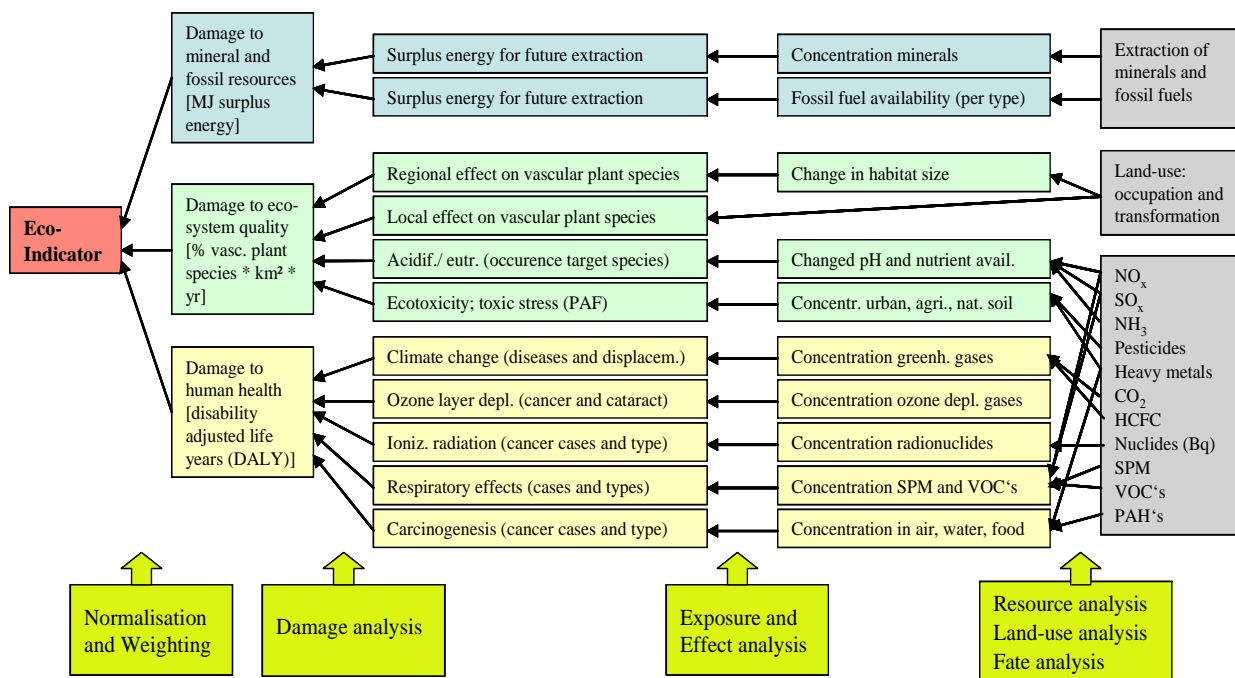 Damage to
mineral and
fossil resources
[MJ surplus
energy]
Surplus energy for future extraction
Concentration minerals
Surplus energy for future extraction
Fossil fuel availability (per type)
Extraction of
minerals and
fossil fuels
Eco-
Indicator
Damage to eco-
system quality
[% vasc. plant
species * km² *
yr]
Regional effect on vascular plant species
Change in habitat size
Local effect on vascular plant species
Acidif./ eutr. (occurence target species)
Changed pH and nutrient avail.
Ecotoxicity; toxic stress (PAF)
Concentr. urban, agri., nat. soil
Land-use:
occupation and
transformation
Damage to
human health
[disability
adjusted life
years (DALY)]
Climate change (diseases and displacem.)
Concentration greenh. gases
Ozone layer depl. (cancer and cataract)
Concentration ozone depl. gases
Ioniz. radiation (cancer cases and type)
Concentration radionuclides
Respiratory effects (cases and types)
Concentration SPM and VOC‘s
Carcinogenesis (cancer cases and type)
Concentration in air, water, food
NOₓ
SOₓ
NH₃
Pesticides
Heavy metals
CO₂
HCFC
Nuclides (Bq)
SPM
VOC‘s
PAH‘s
Normalisation
and Weighting
Damage analysis
Exposure and
Effect analysis
Resource analysis
Land-use analysis
Fate analysis